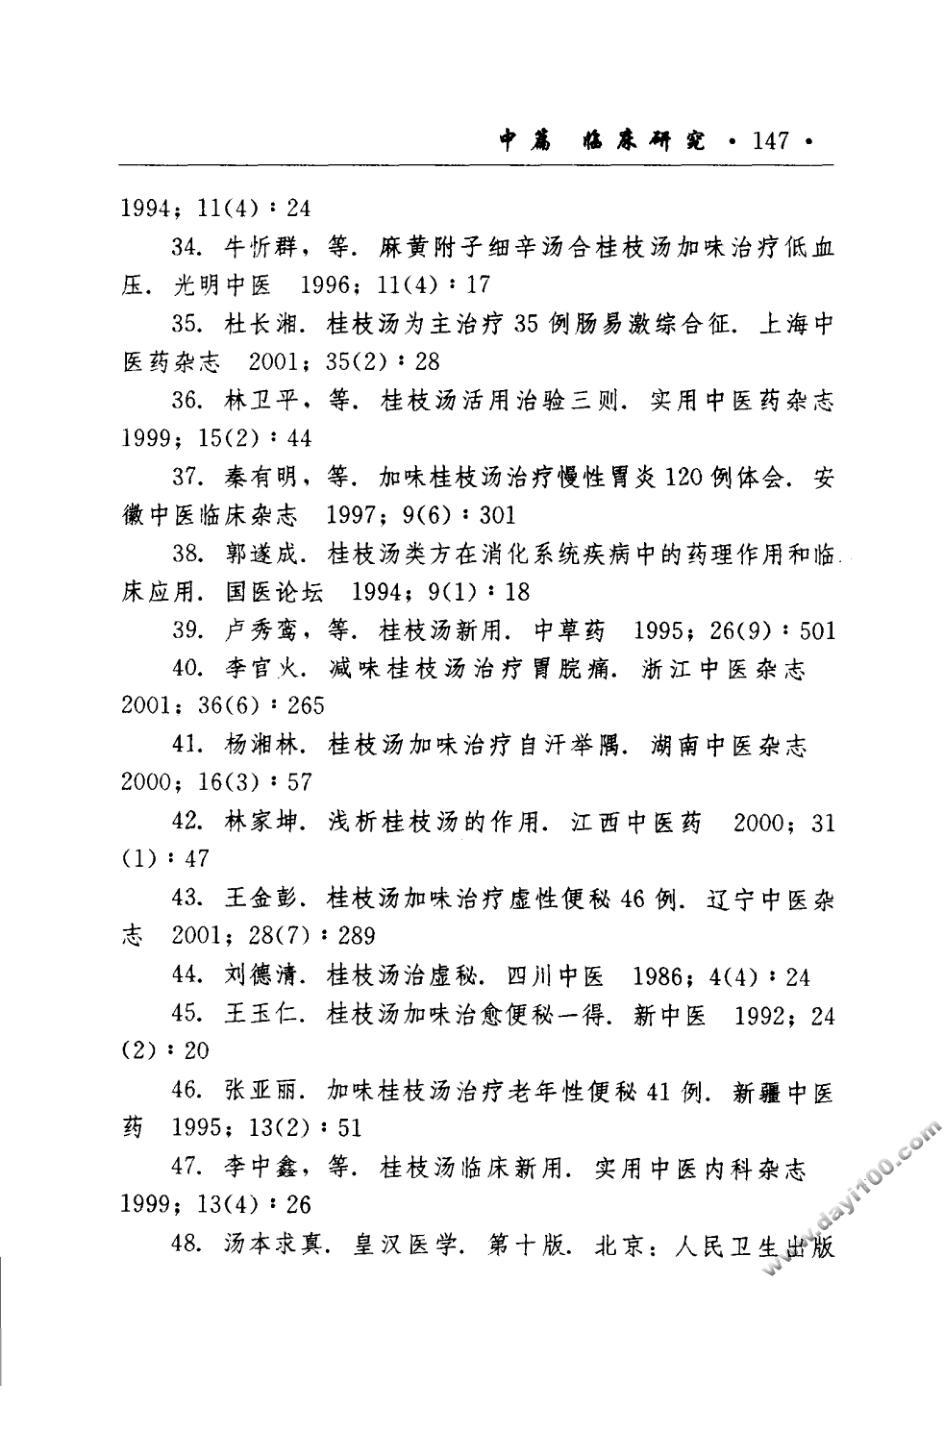 中篇 临床研究 · 147 ·
1994；11(4)∶24
34．牛忻群，等．麻黄附子细辛汤合桂枝汤加味治疗低血
压．光明中医 1996；11(4)∶17
35．杜长湘．桂枝汤为主治疗 35 例肠易激综合征．上海中
医药杂志 2001；35(2)∶28
36．林卫平，等．桂枝汤活用治验三则．实用中医药杂志
1999；15(2)∶44
37．秦有明，等．加味桂枝汤治疗慢性胃炎 120 例体会．安
徽中医临床杂志 1997；9(6)∶301
38．郭遂成．桂枝汤类方在消化系统疾病中的药理作用和临
床应用．国医论坛 1994；9(1)∶18
39．卢秀鸾，等．桂枝汤新用．中草药 1995；26(9)∶501
40．李官火．减味桂枝汤治疗胃脘痛．浙江中医杂志
2001；36(6)∶265
41．杨湘林．桂枝汤加味治疗自汗举隅．湖南中医杂志
2000；16(3)∶57
42．林家坤．浅析桂枝汤的作用．江西中医药 2000；31
(1)∶47
43．王金彭．桂枝汤加味治疗虚性便秘 46 例．辽宁中医杂
志 2001；28(7)∶289
44．刘德清．桂枝汤治虚秘．四川中医 1986；4(4)∶24
45．王玉仁．桂枝汤加味治愈便秘一得．新中医 1992；24
(2)∶20
46．张亚丽．加味桂枝汤治疗老年性便秘 41 例．新疆中医
药 1995；13(2)∶51
47．李中鑫，等．桂枝汤临床新用．实用中医内科杂志
1999；13(4)∶26
48．汤本求真．皇汉医学．第十版．北京：人民卫生出版
www.dayi100.com